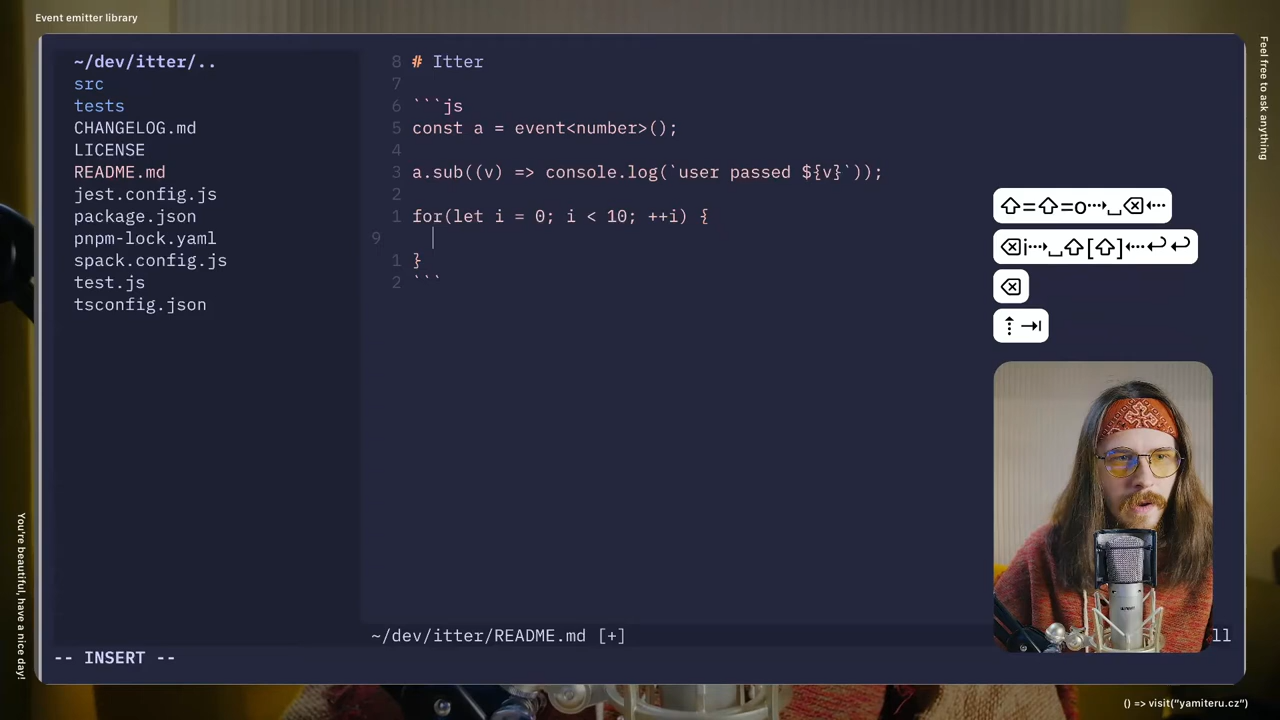 Event emitter library
Feel free to ask anything
You're beautiful, have a nice day!
~/dev/itter/..
src
tests
CHANGELOG.md
LICENSE
README.md
jest.config.js
package.json
pnpm-lock.yaml
spack.config.js
test.js
tsconfig.json
8 # Itter
7
6 ```js
5 const a = event<number>();
4
3 a.sub((v) => console.log(`user passed ${v}`));
2
1 for(let i = 0; i < 10; ++i) {
9
1 }
2 ```
⇧=⇧=o⇢␣⌫⇠
⌫i⇢␣⇧[⇧]⇠↩↩
⌫
⇡⇥
~/dev/itter/README.md [+]
ll
-- INSERT --
() => visit("yamiteru.cz")